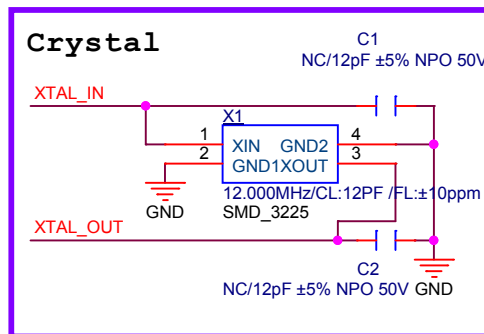 Crystal
C1
NC/12pF ±5% NPO 50V
XTAL_IN
X1
1 XIN GND2 4
2 GND1XOUT 3
GND
12.000MHz/CL:12PF /FL:±10ppm
SMD_3225
XTAL_OUT
C2
NC/12pF ±5% NPO 50V
GND